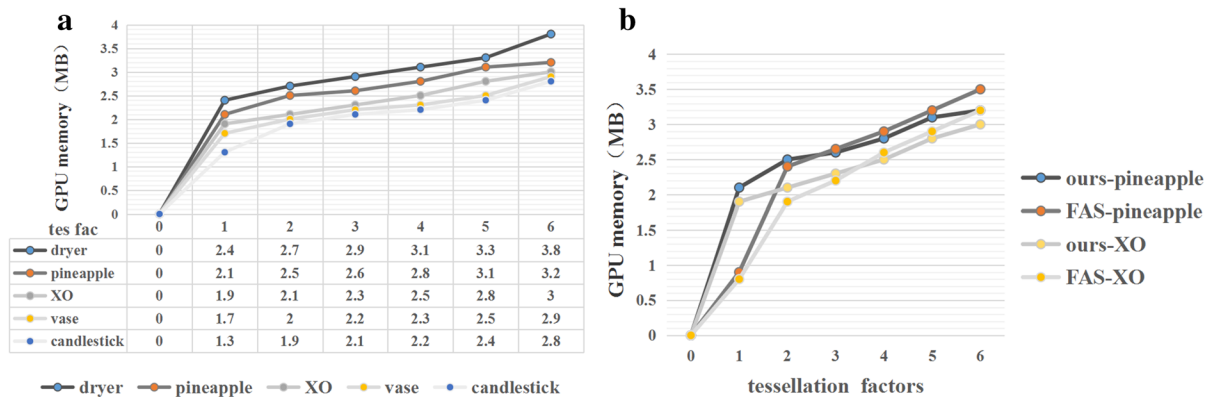 a
4
3.5
3
2.5
2
1.5
1
0.5
0
GPU memory（MB）
tes fac 0 1 2 3 4 5 6
dryer 0 2.4 2.7 2.9 3.1 3.3 3.8
pineapple 0 2.1 2.5 2.6 2.8 3.1 3.2
XO 0 1.9 2.1 2.3 2.5 2.8 3
vase 0 1.7 2 2.2 2.3 2.5 2.9
candlestick 0 1.3 1.9 2.1 2.2 2.4 2.8
dryer pineapple XO vase candlestick
b
4
3.5
3
2.5
2
1.5
1
0.5
0
GPU memory（MB）
0 1 2 3 4 5 6
tessellation factors
ours-pineapple
FAS-pineapple
ours-XO
FAS-XO